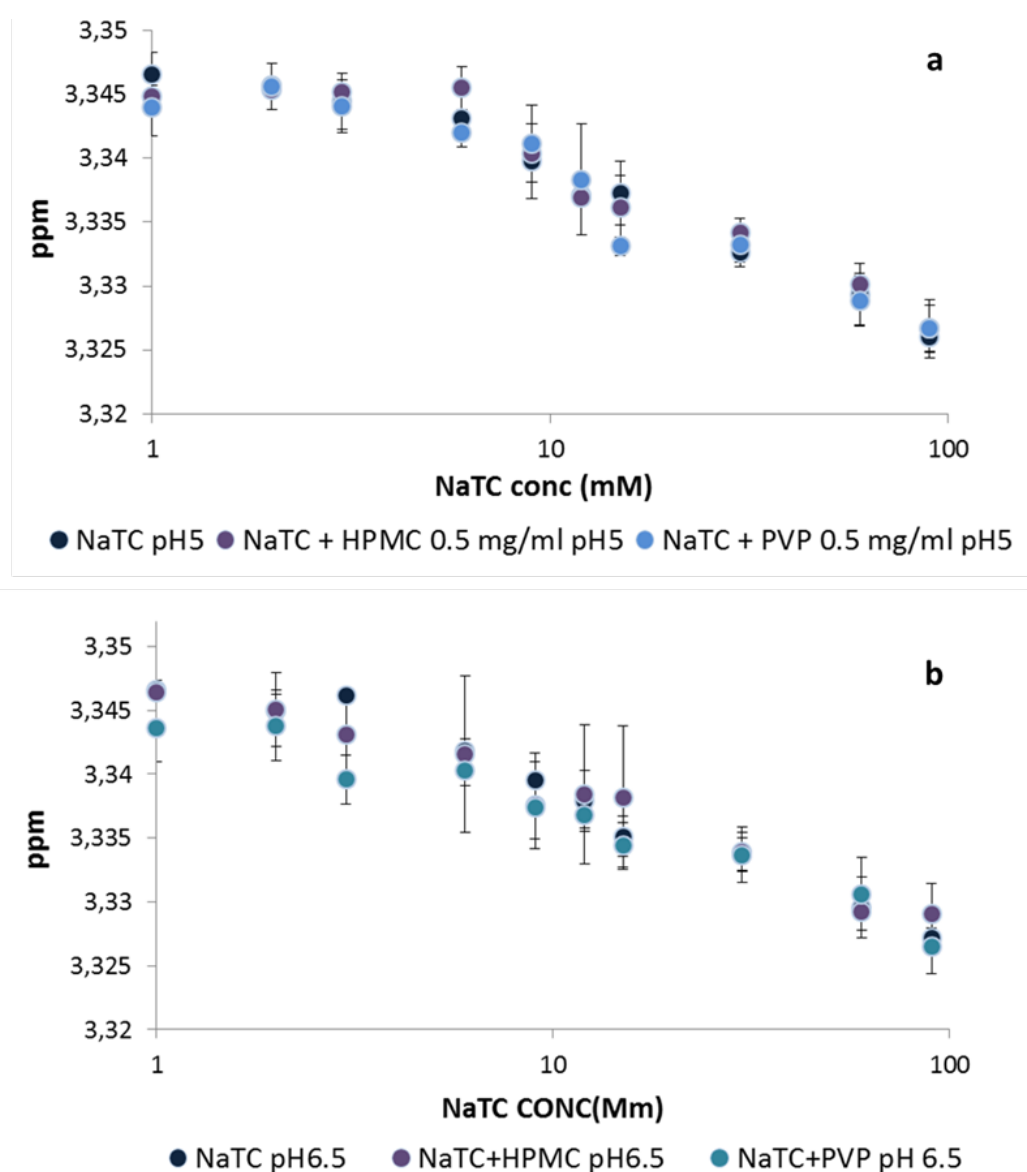 a
3,35
3,345
3,34
3,335
3,33
3,325
3,32
ppm
1 10 100
NaTC conc (mM)
NaTC pH5 NaTC + HPMC 0.5 mg/ml pH5 NaTC + PVP 0.5 mg/ml pH5
b
3,35
3,345
3,34
3,335
3,33
3,325
3,32
ppm
1 10 100
NaTC CONC(Mm)
NaTC pH6.5 NaTC+HPMC pH6.5 NaTC+PVP pH 6.5